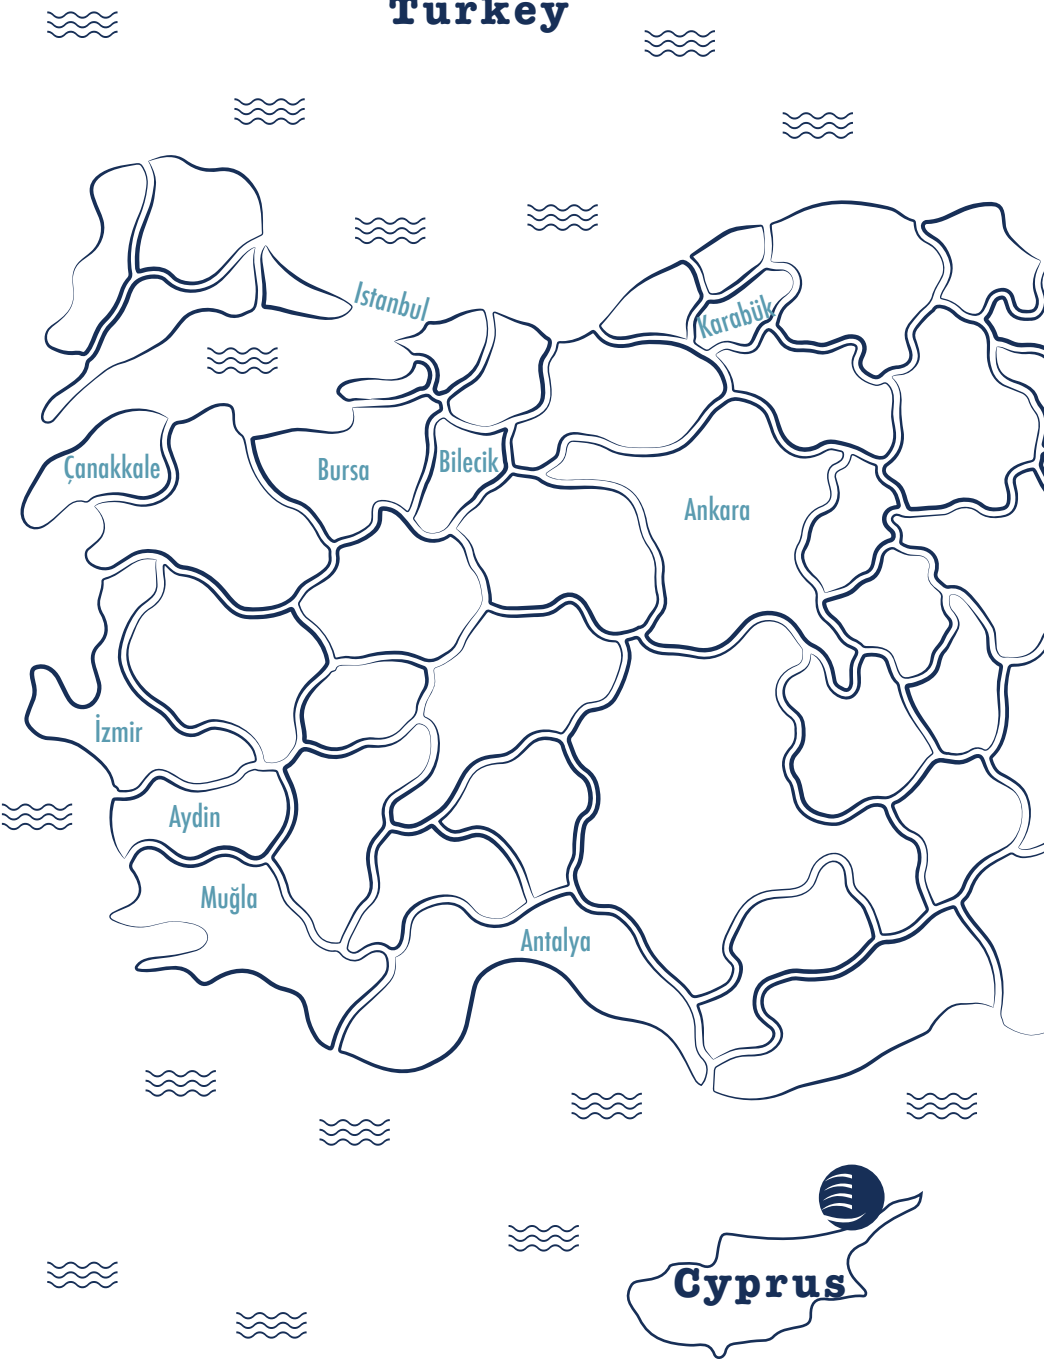 Turkey
Istanbul
Karabük
Çanakkale
Bursa
Bilecik
Ankara
İzmir
Aydin
Muğla
Antalya
Cyprus